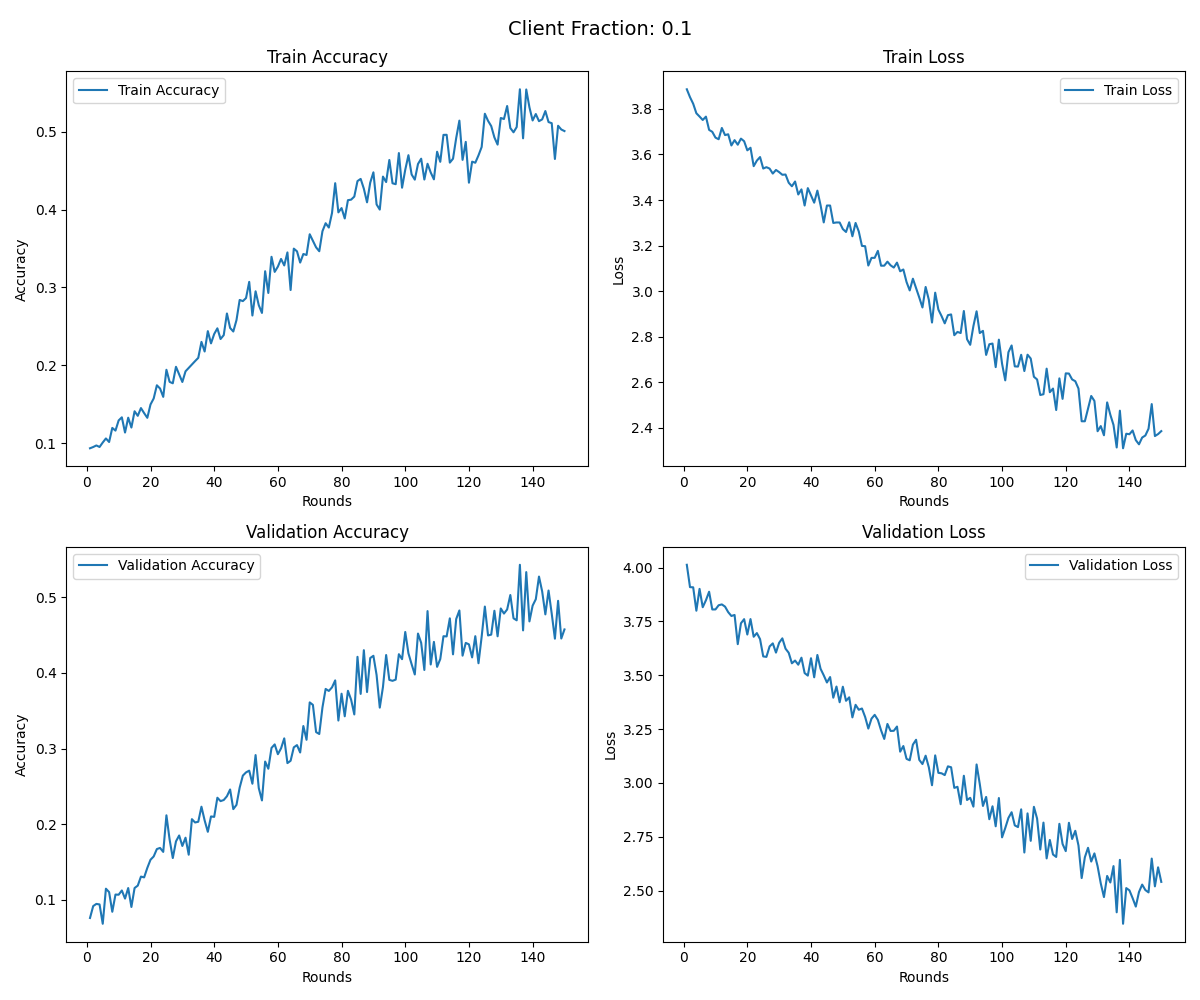 Client Fraction: 0.1
Train Accuracy
Train Accuracy
0.5
0.4
0.3
0.2
0.1
Accuracy
0 20 40 60 80 100 120 140
Rounds
Train Loss
Train Loss
3.8
3.6
3.4
3.2
3.0
2.8
2.6
2.4
Loss
0 20 40 60 80 100 120 140
Rounds
Validation Accuracy
Validation Accuracy
0.5
0.4
0.3
0.2
0.1
Accuracy
0 20 40 60 80 100 120 140
Rounds
Validation Loss
Validation Loss
4.00
3.75
3.50
3.25
3.00
2.75
2.50
Loss
0 20 40 60 80 100 120 140
Rounds